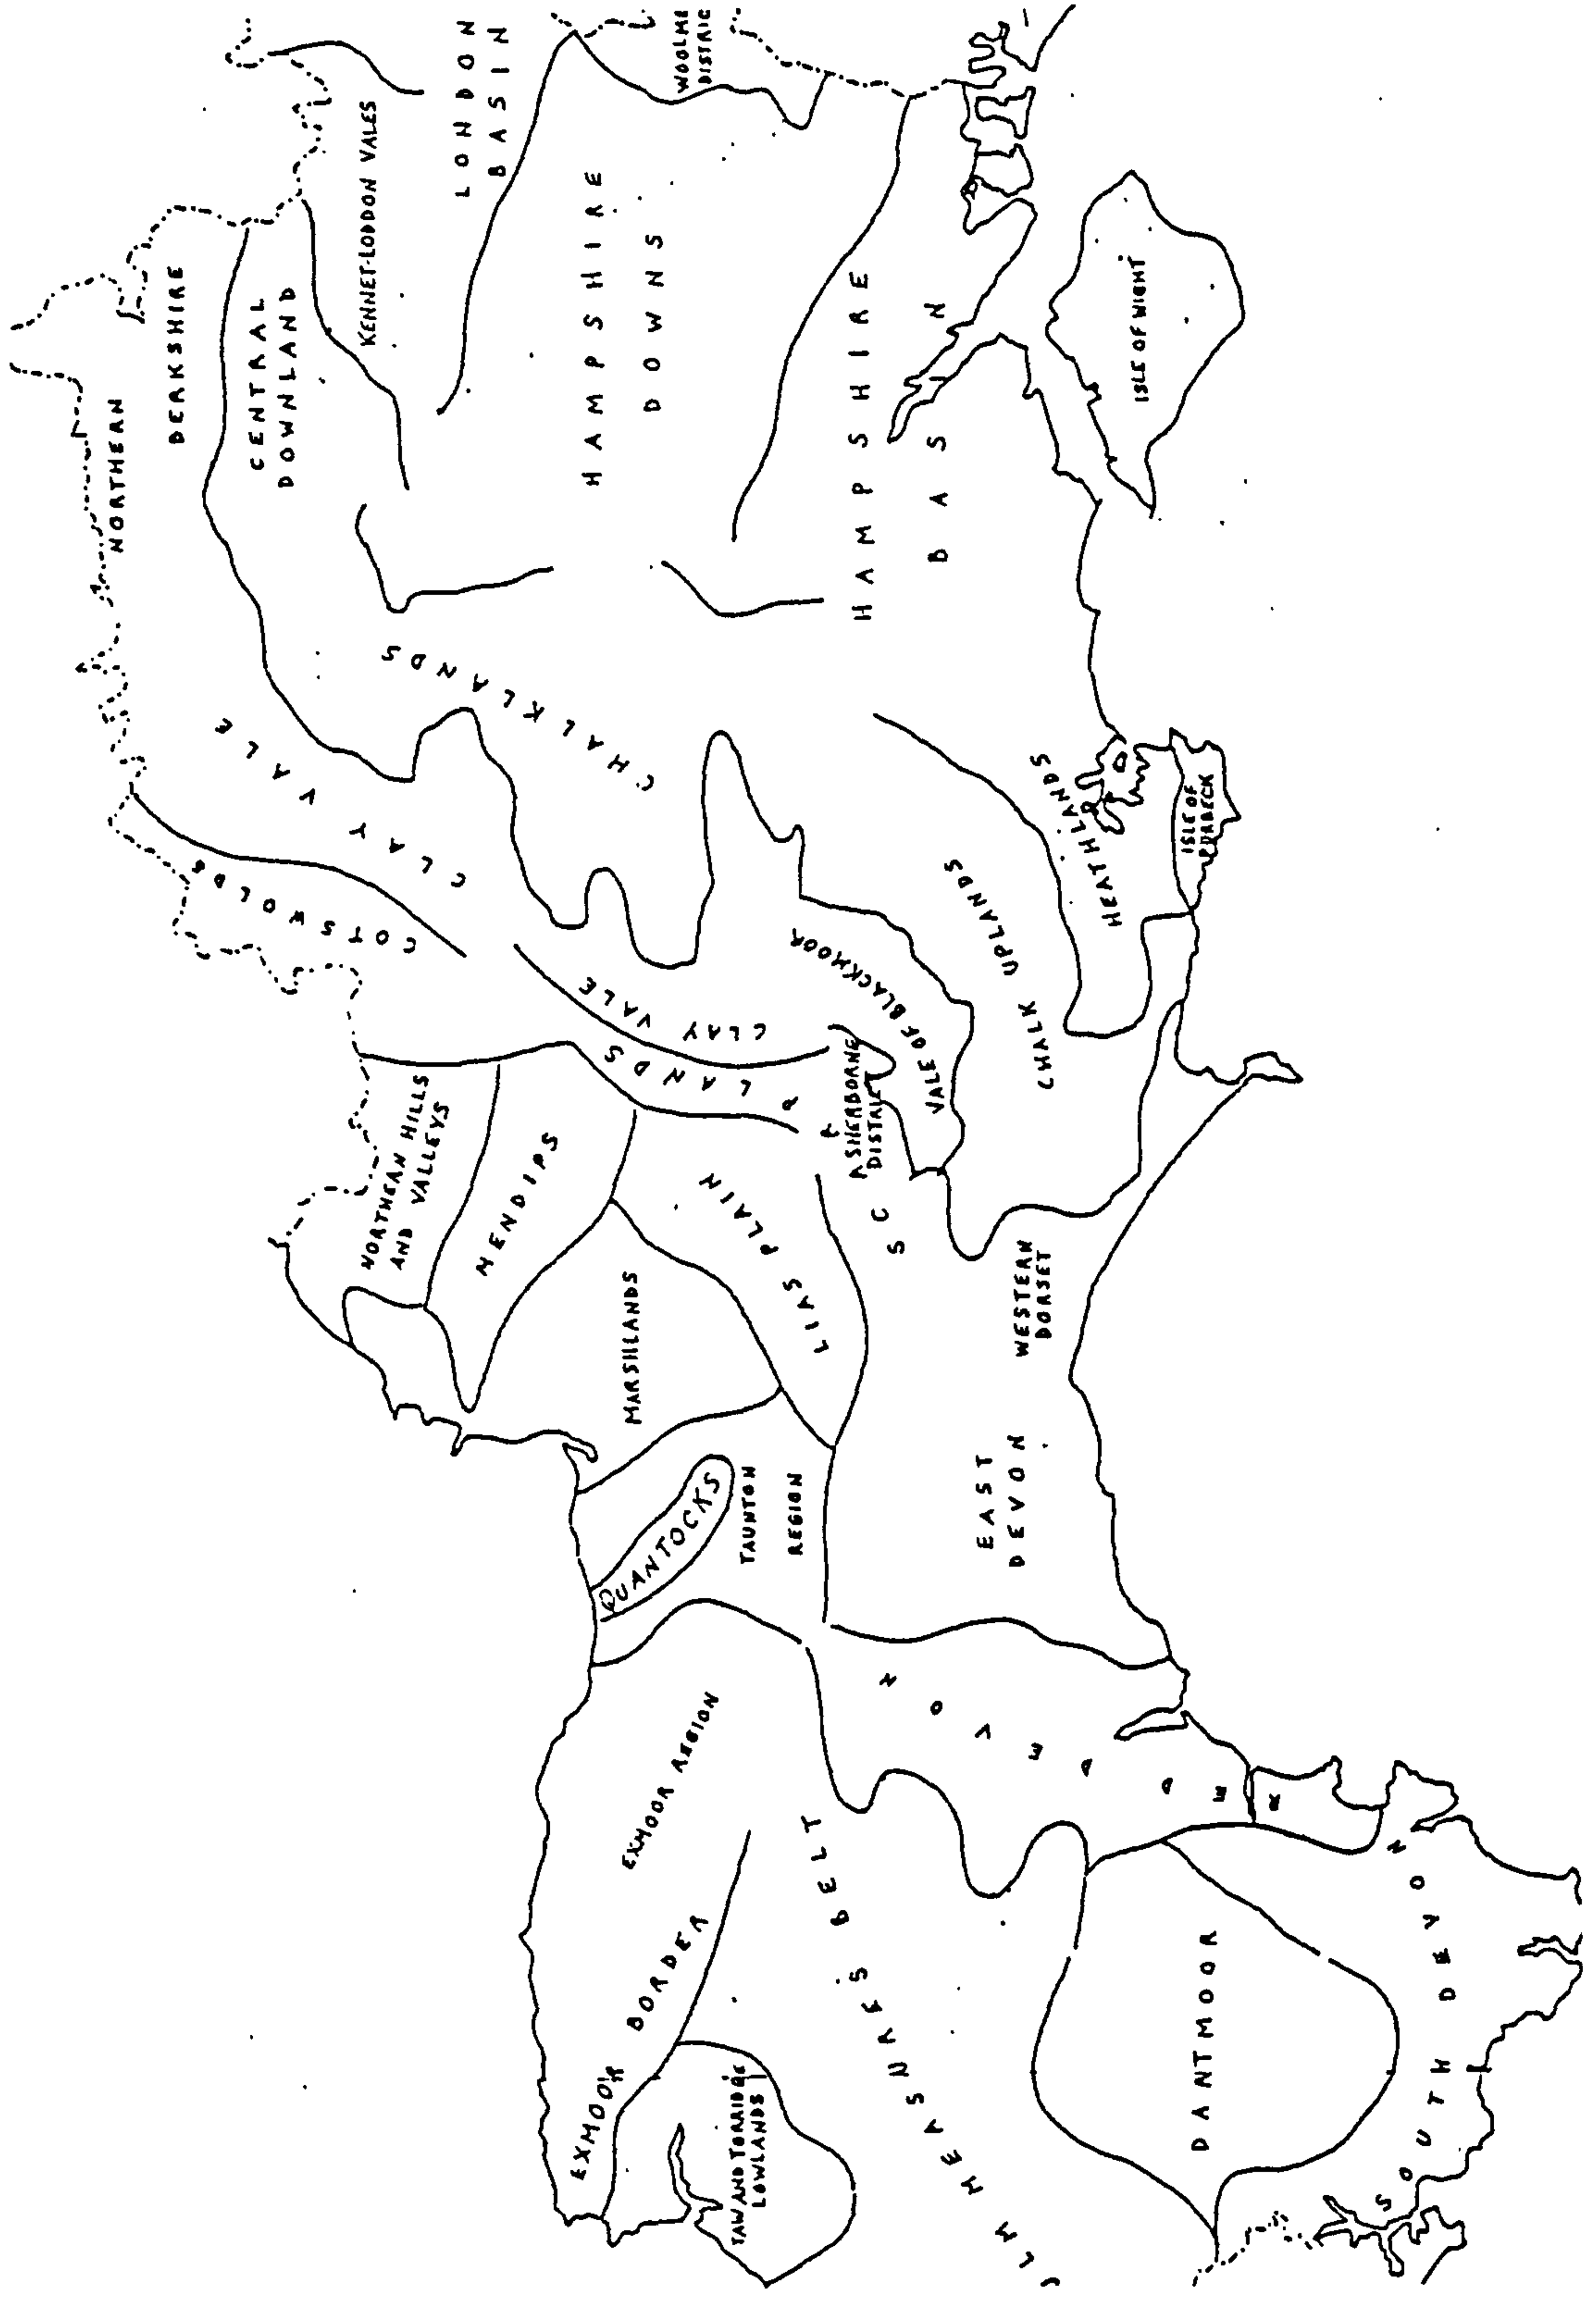 NORTHERN
BERKSHIRE
CLAY VALE
COTSWOLDS
CENTRAL
DOWNLAND
KENNET-LODDON VALES
LONDON
BASIN
NORTHERN HILLS
AND VALLEYS
MENDIPS
CHALKLANDS
HAMPSHIRE
DOWNS
WOOLME
DISTRIC
CLAY VALE
SCARPLANDS
MARSHLANDS
LIAS PLAIN
QUANTOCKS
TAUNTON
REGION
EXMOOR REGION
EXMOOR BORDER
TAW AND TORRIDGE
LOWLANDS
SHERBORNE
DISTRICT
VALE OF BLACKMOOR
HAMPSHIRE
BASIN
CHALK UPLANDS
HEATHLANDS
ISLE OF
PURBECK
ISLE OF WIGHT
WESTERN
DORSET
EAST
DEVON
RED DEVON
CULM MEASURES BELT
DARTMOOR
SOUTH DEVON